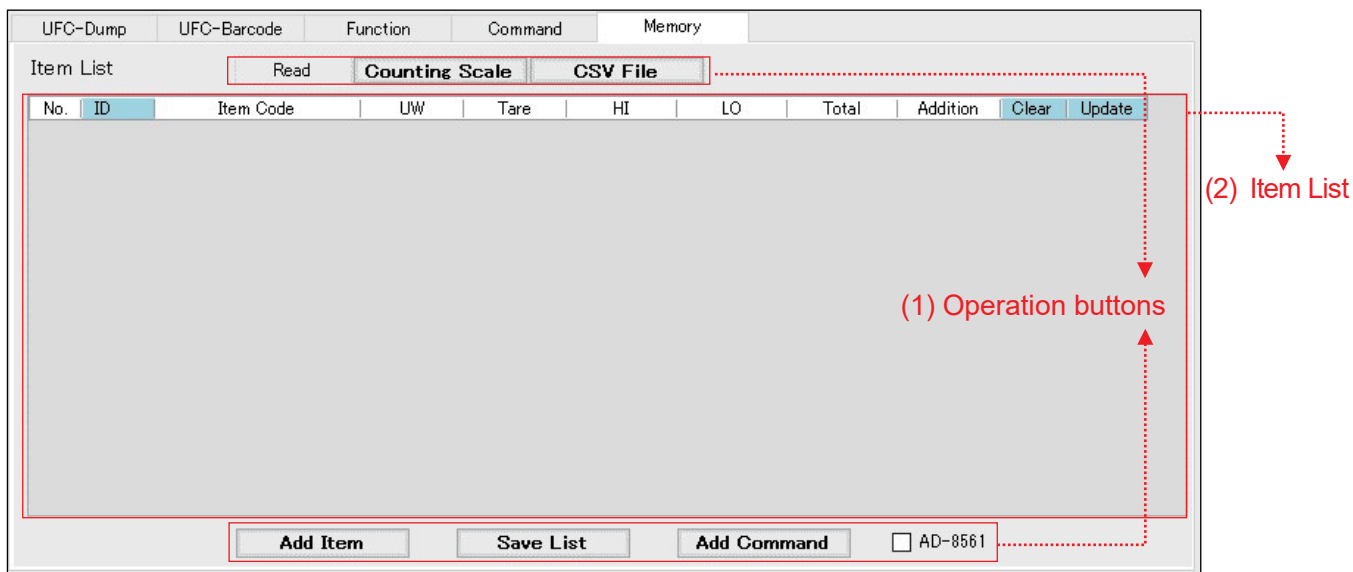 UFC-Dump UFC-Barcode Function Command Memory
Item List Read Counting Scale CSV File
No. ID Item Code UW Tare HI LO Total Addition Clear Update
(2) Item List
(1) Operation buttons
Add Item Save List Add Command AD-8561